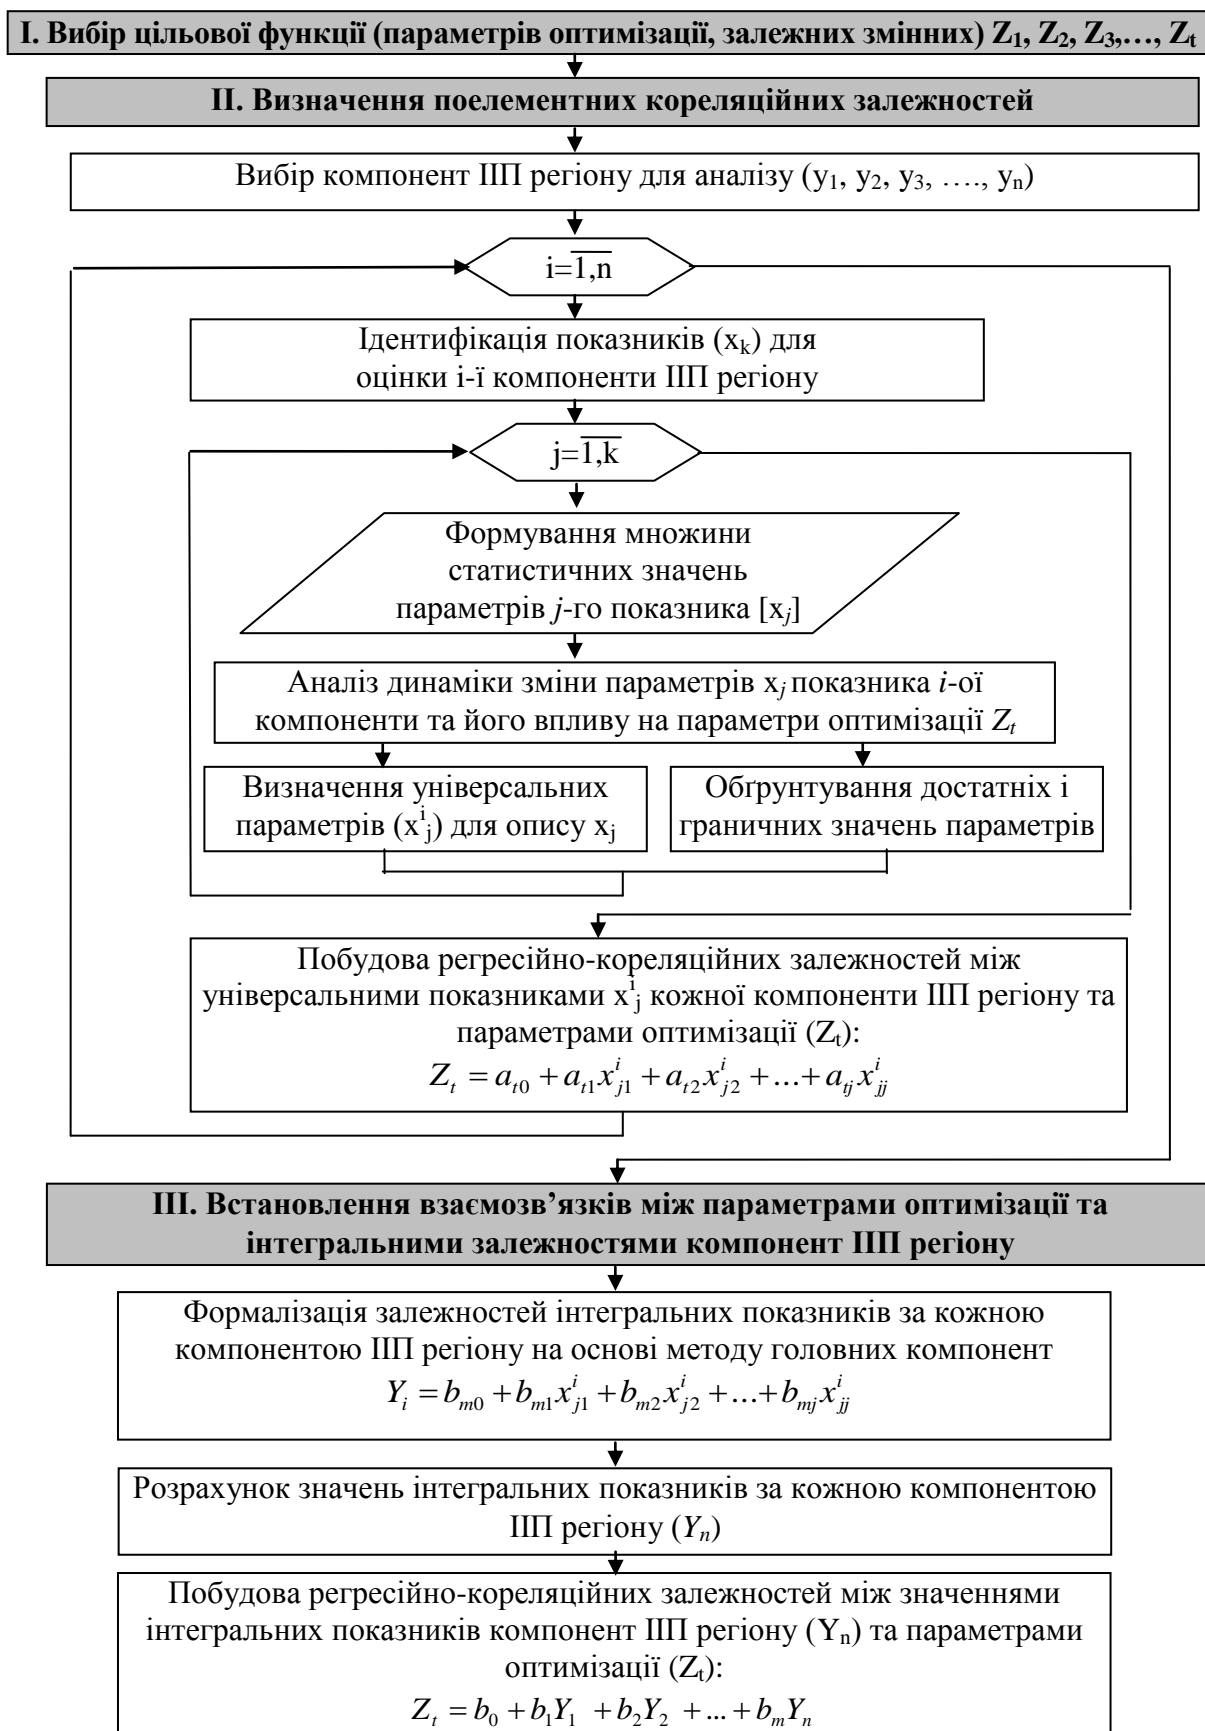 I. Вибір цільової функції (параметрів оптимізації, залежних змінних) Z₁, Z₂, Z₃,…, Zₜ
II. Визначення поелементних кореляційних залежностей
Вибір компонент ІІП регіону для аналізу (y₁, y₂, y₃, …., yₙ)
i=1,n
Ідентифікація показників (xₖ) для
оцінки і-ї компоненти ІІП регіону
j=1,k
Формування множини
статистичних значень
параметрів j-го показника [xⱼ]
Аналіз динаміки зміни параметрів xⱼ показника i-ої
компоненти та його впливу на параметри оптимізації Zₜ
Визначення універсальних
параметрів (xⁱⱼ) для опису xⱼ
Обґрунтування достатніх і
граничних значень параметрів
Побудова регресійно-кореляційних залежностей між
універсальними показниками xⁱⱼ кожної компоненти ІІП регіону та
параметрами оптимізації (Zₜ):
Zₜ = aₜ₀ + aₜ₁xⁱⱼ₁ + aₜ₂xⁱⱼ₂ + ... + aₜⱼxⁱⱼⱼ
III. Встановлення взаємозв’язків між параметрами оптимізації та
інтегральними залежностями компонент ІІП регіону
Формалізація залежностей інтегральних показників за кожною
компонентою ІІП регіону на основі методу головних компонент
Yᵢ = bₘ₀ + bₘ₁xⁱⱼ₁ + bₘ₂xⁱⱼ₂ + ... + bₘⱼxⁱⱼⱼ
Розрахунок значень інтегральних показників за кожною компонентою
ІІП регіону (Yₙ)
Побудова регресійно-кореляційних залежностей між значеннями
інтегральних показників компонент ІІП регіону (Yₙ) та параметрами
оптимізації (Zₜ):
Zₜ = b₀ + b₁Y₁ + b₂Y₂ + ... + bₘYₙ